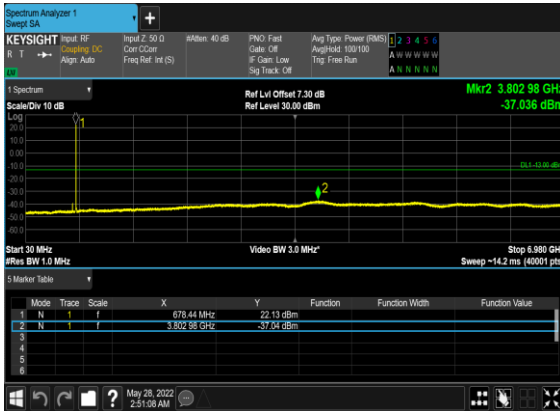 Spectrum Analyzer 1
Swept SA
+
KEYSIGHT Input: RF Input Z: 50 Ω #Atten: 40 dB PNO: Fast Avg Type: Power (RMS) 1 2 3 4 5 6
R T Coupling: DC Corr CCorr Gate: Off Avg|Hold: 100/100 A W W W W W
Align: Auto Freq Ref: Int (S) IF Gain: Low Trig: Free Run
Sig Track: Off A N N N N N
1 Spectrum
Scale/Div 10 dB
Ref Lvl Offset 7.30 dB
Ref Level 30.00 dBm
Mkr2 3.802 98 GHz
-37.036 dBm
Log
1
20.0
10.0
0.00
-10.0
DL1 -13.00 dBm
-20.0
-30.0
2
-40.0
1
-50.0
-60.0
Start 30 MHz Video BW 3.0 MHz* Stop 6.980 GHz
#Res BW 1.0 MHz Sweep ~14.2 ms (40001 pts)
5 Marker Table
Mode Trace Scale X Y Function Function Width Function Value
1 N 1 f 678.44 MHz 22.13 dBm
2 N 1 f 3.802 98 GHz -37.04 dBm
3
4
5
6
?
May 28, 2022
2:51:08 AM